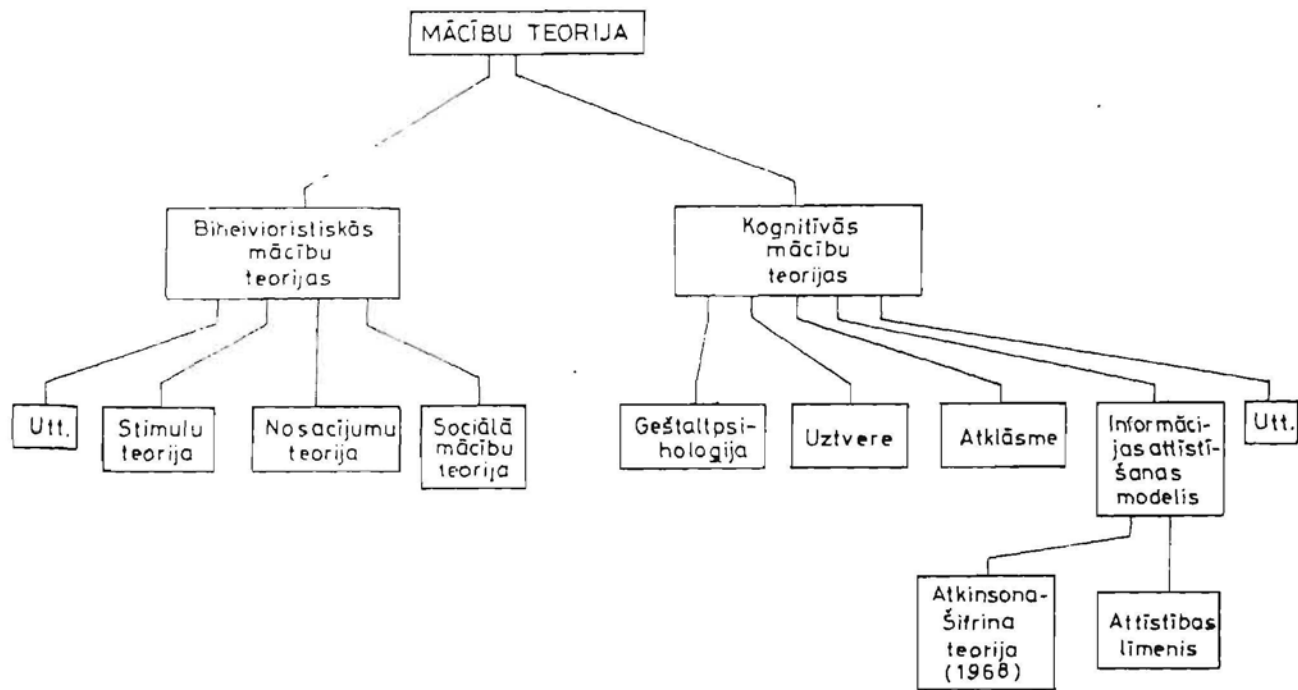 MĀCĪBU TEORIJA
Biheivioristiskās
mācību
teorijas
Kognitīvās
mācību
teorijas
Utt.
Stimulu
teorija
Nosacījumu
teorija
Sociālā
mācību
teorija
Geštaltpsi-
hologija
Uztvere
Atklāsme
Informāci-
jas attīstī-
šanas
modelis
Utt.
Atkinsona-
Šifrina
teorija
(1968)
Attīstības
līmenis